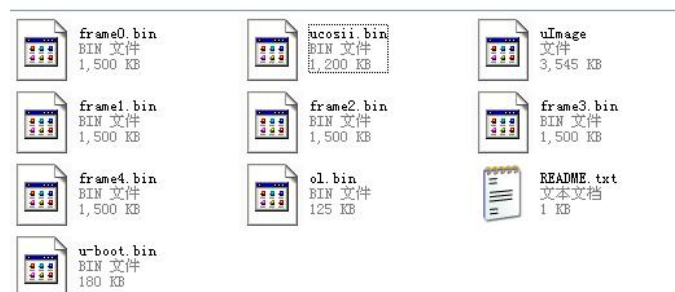 frame0.bin
BIN 文件
1,500 KB
ucosii.bin
BIN 文件
1,200 KB
uImage
文件
3,545 KB
frame1.bin
BIN 文件
1,500 KB
frame2.bin
BIN 文件
1,500 KB
frame3.bin
BIN 文件
1,500 KB
frame4.bin
BIN 文件
1,500 KB
ol.bin
BIN 文件
125 KB
README.txt
文本文档
1 KB
u-boot.bin
BIN 文件
180 KB